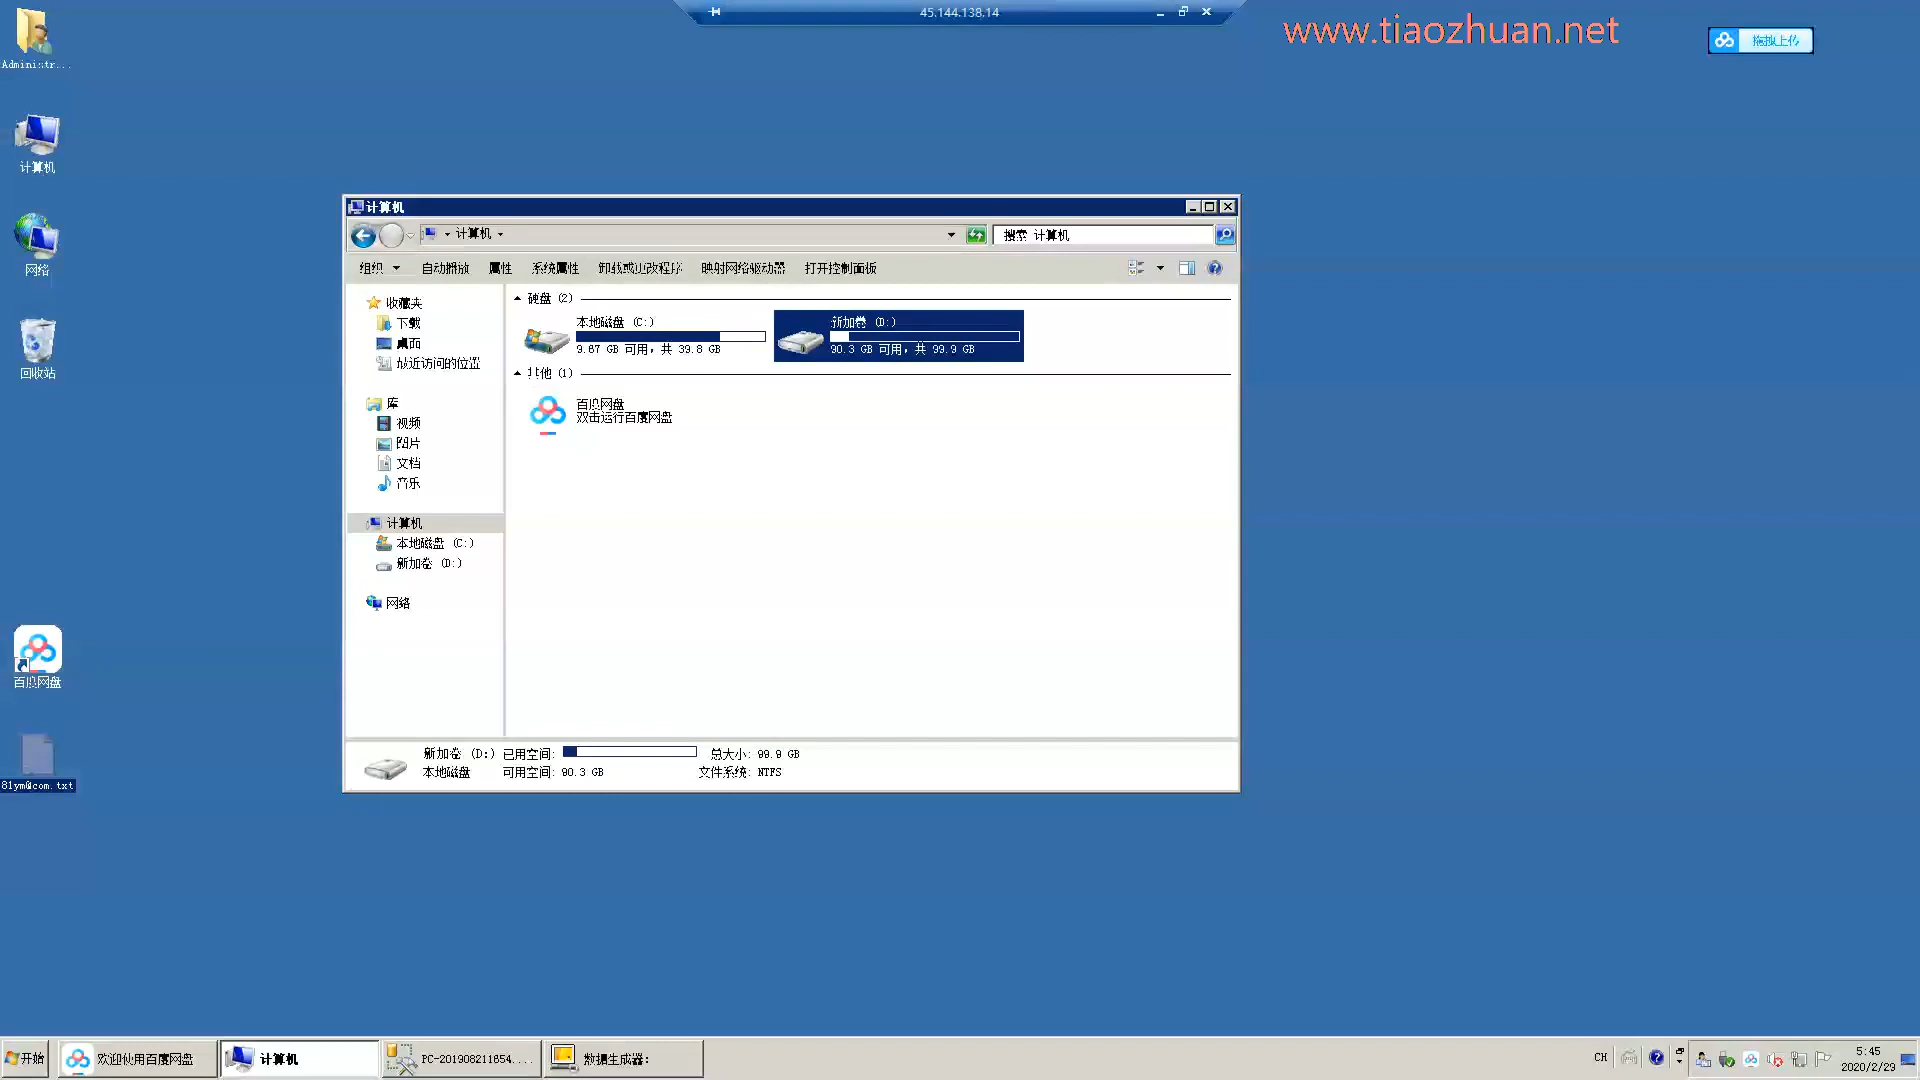 45.144.138.14
www.tiaozhuan.net
拖拽上传
Administr...
计算机
网络
回收站
百度网盘
81ym@com.txt
计算机
计算机
搜索 计算机
组织
自动播放
属性
系统属性
卸载或更改程序
映射网络驱动器
打开控制面板
收藏夹
下载
桌面
最近访问的位置
库
视频
图片
文档
音乐
计算机
本地磁盘 (C:)
新加卷 (D:)
网络
硬盘 (2)
本地磁盘 (C:)
9.87 GB 可用，共 39.8 GB
新加卷 (D:)
90.3 GB 可用，共 99.9 GB
其他 (1)
百度网盘
双击运行百度网盘
新加卷 (D:) 已用空间: 总大小: 99.9 GB
本地磁盘 可用空间: 90.3 GB 文件系统: NTFS
开始
欢迎使用百度网盘
计算机
PC-201908211654....
数据生成器:
CH
5:45
2020/2/29